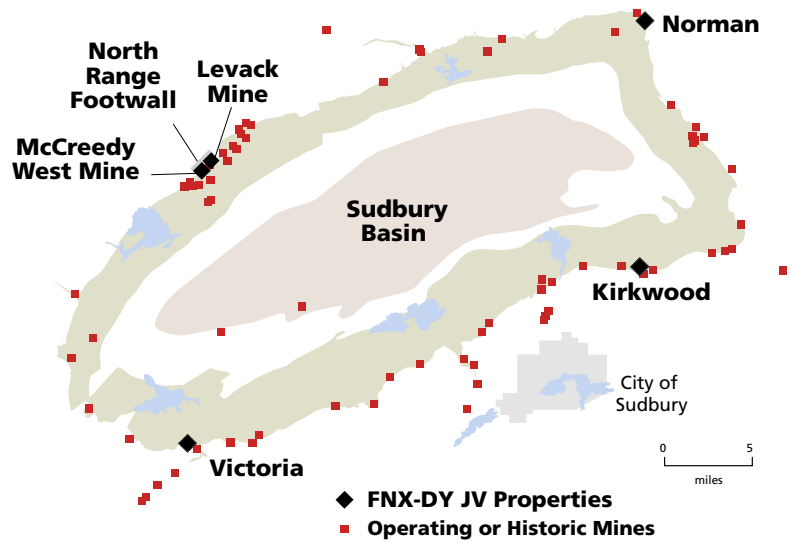 Norman
North
Range
Footwall
Levack
Mine
McCreedy
West Mine
Sudbury
Basin
Kirkwood
City of
Sudbury
Victoria
0 5
miles
FNX-DY JV Properties
Operating or Historic Mines